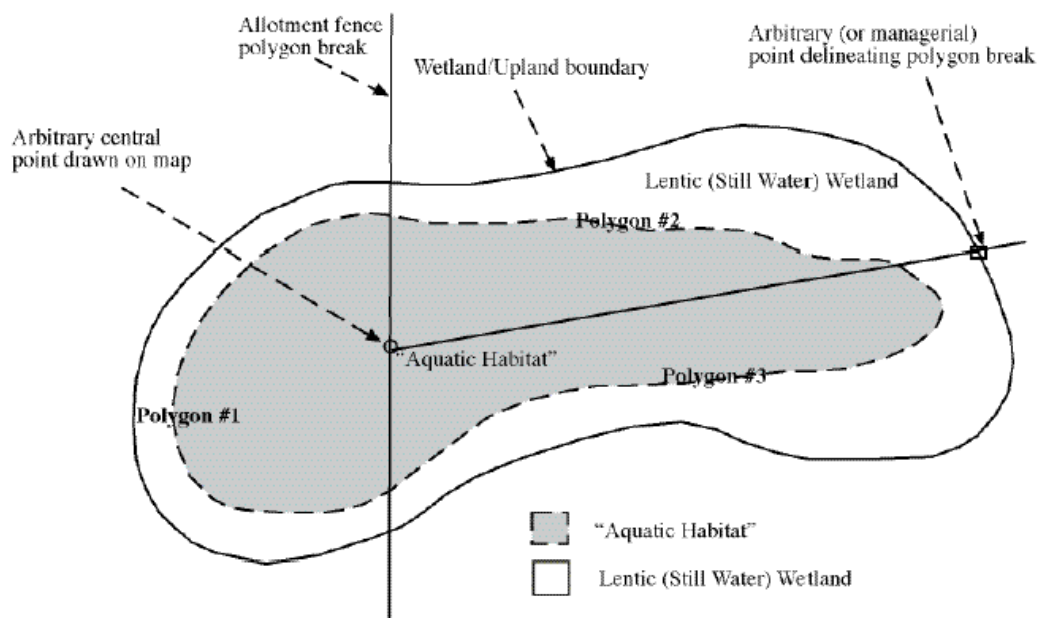 Allotment fence
polygon break
Arbitrary (or managerial)
point delineating polygon break
Wetland/Upland boundary
Arbitrary central
point drawn on map
Lentic (Still Water) Wetland
Polygon #2
“Aquatic Habitat”
Polygon #3
Polygon #1
“Aquatic Habitat”
Lentic (Still Water) Wetland